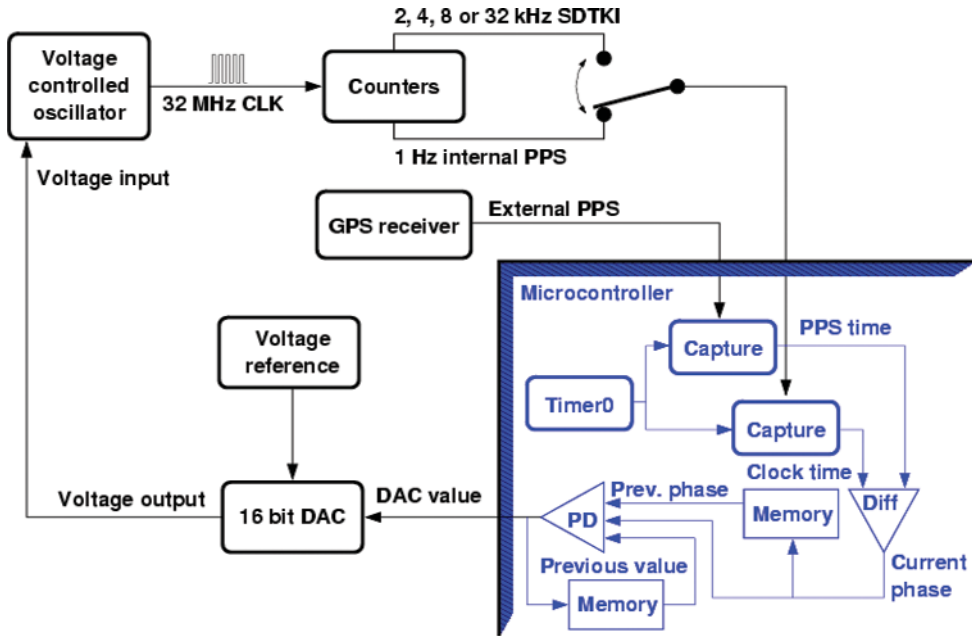 2, 4, 8 or 32 kHz SDTKI
Voltage
controlled
oscillator
32 MHz CLK
Counters
1 Hz internal PPS
Voltage input
GPS receiver
External PPS
Microcontroller
Voltage
reference
Capture
PPS time
Timer0
Capture
Clock time
Voltage output
16 bit DAC
DAC value
Prev. phase
PD
Memory
Diff
Previous value
Memory
Current
phase